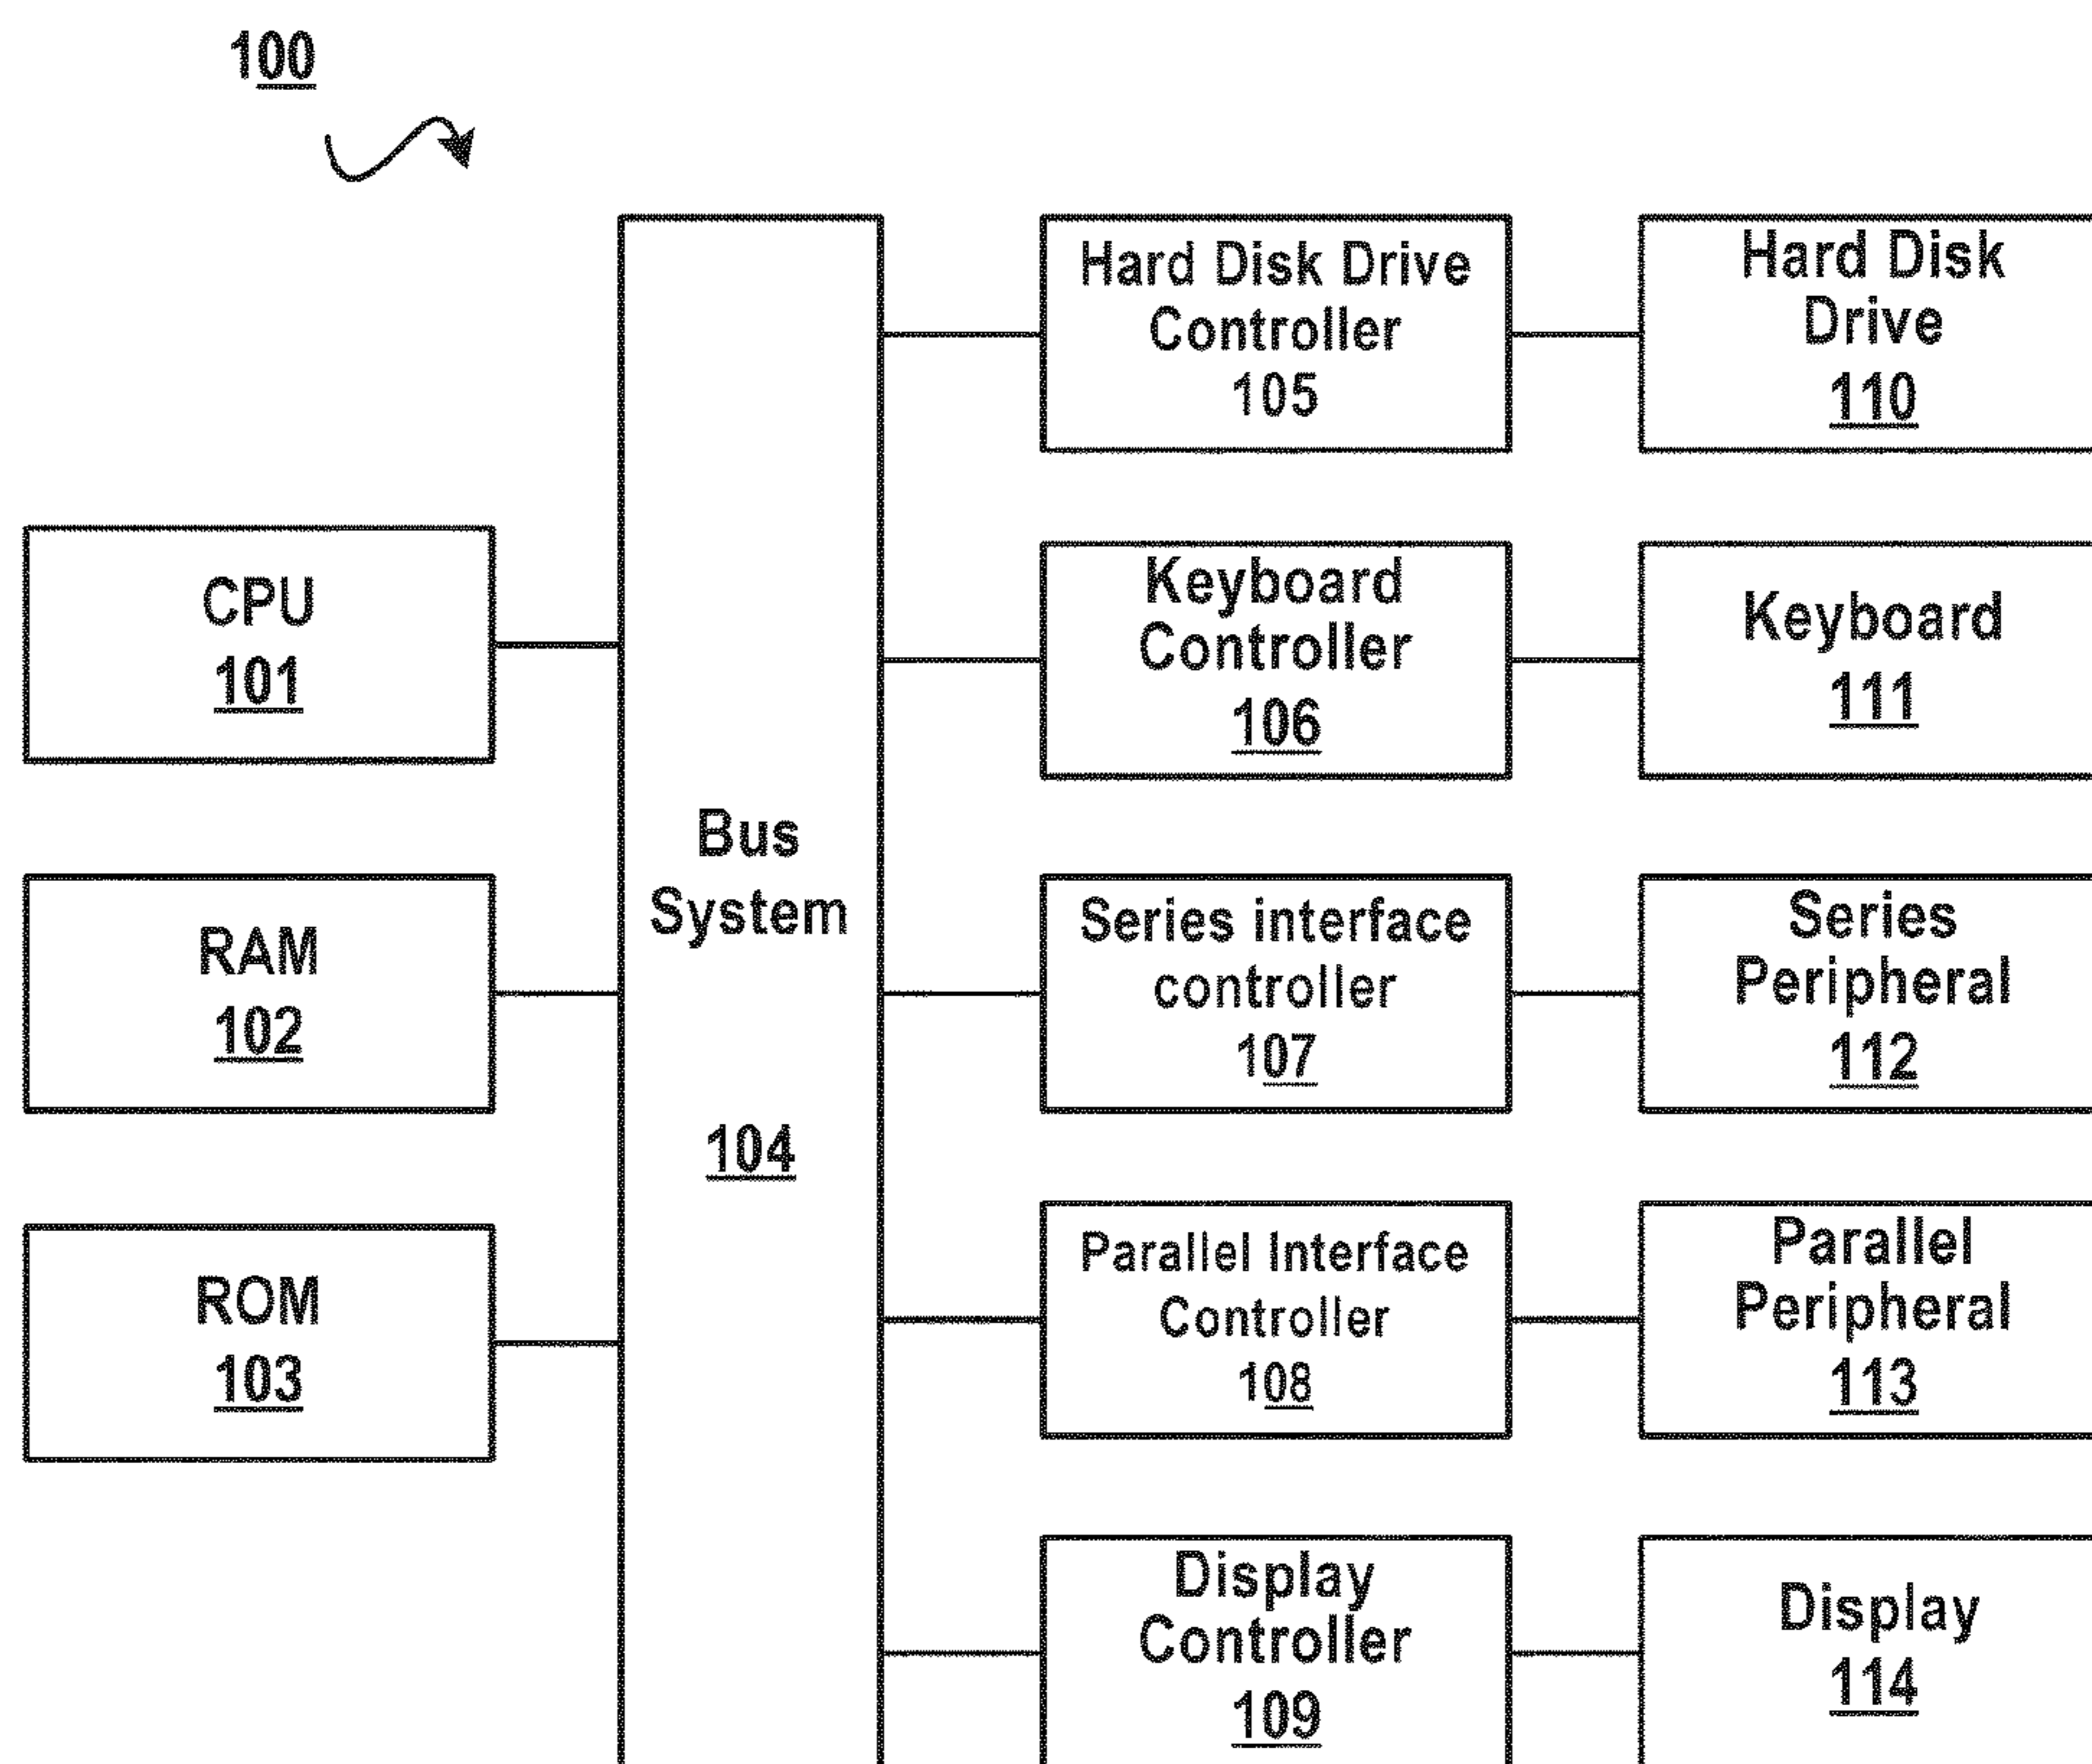 100
Hard Disk Drive
Controller
105
Hard Disk
Drive
110
CPU
101
Keyboard
Controller
106
Keyboard
111
Bus
System
104
RAM
102
Series interface
controller
107
Series
Peripheral
112
ROM
103
Parallel Interface
Controller
108
Parallel
Peripheral
113
Display
Controller
109
Display
114